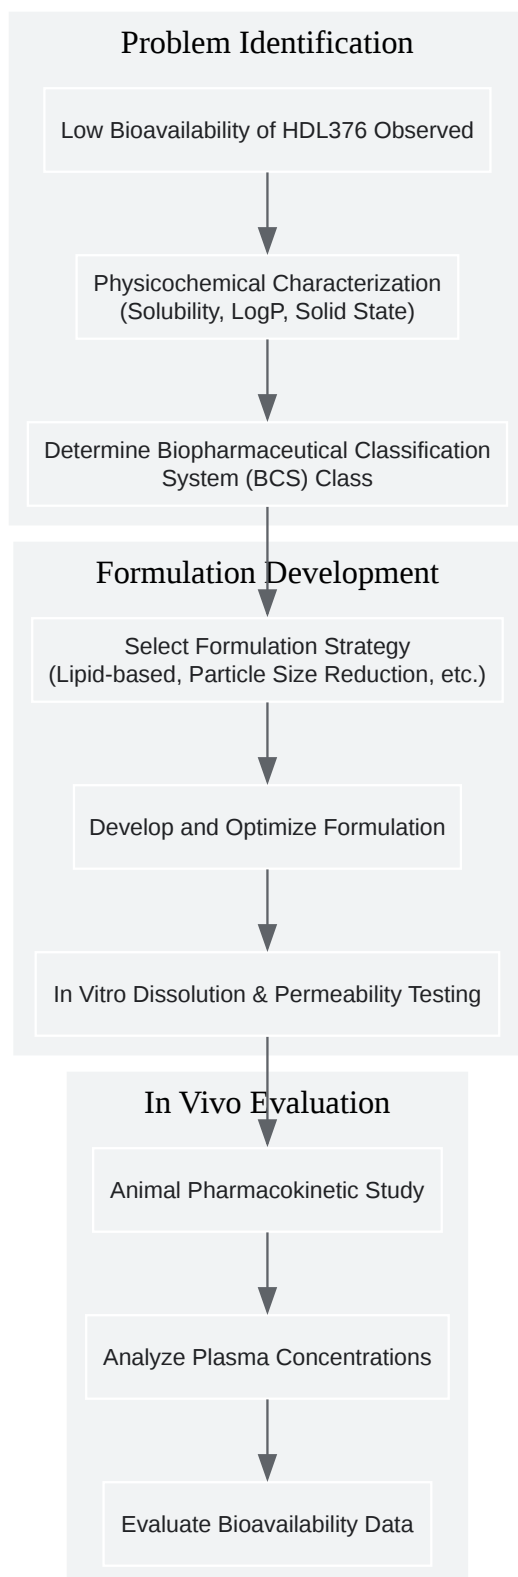 Problem Identification
Low Bioavailability of HDL376 Observed
Physicochemical Characterization
(Solubility, LogP, Solid State)
Determine Biopharmaceutical Classification
System (BCS) Class
Formulation Development
Select Formulation Strategy
(Lipid-based, Particle Size Reduction, etc.)
Develop and Optimize Formulation
In Vitro Dissolution & Permeability Testing
In Vivo Evaluation
Animal Pharmacokinetic Study
Analyze Plasma Concentrations
Evaluate Bioavailability Data